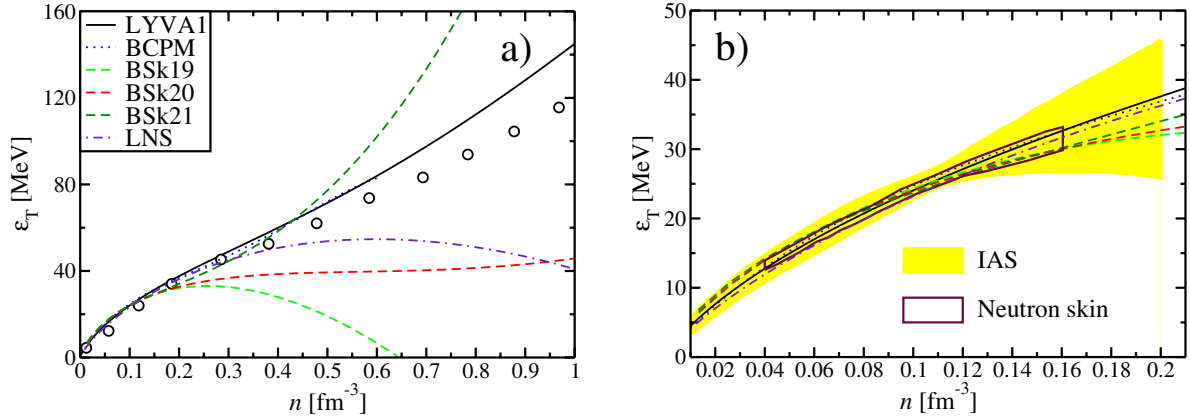 LYVA1
BCPM
BSk19
BSk20
BSk21
LNS
a)
160
120
80
40
0
ε_T [MeV]
0 0.1 0.2 0.3 0.4 0.5 0.6 0.7 0.8 0.9 1
n [fm⁻³]
b)
50
40
30
20
10
0
ε_T [MeV]
IAS
Neutron skin
0.02 0.04 0.06 0.08 0.1 0.12 0.14 0.16 0.18 0.2
n [fm⁻³]